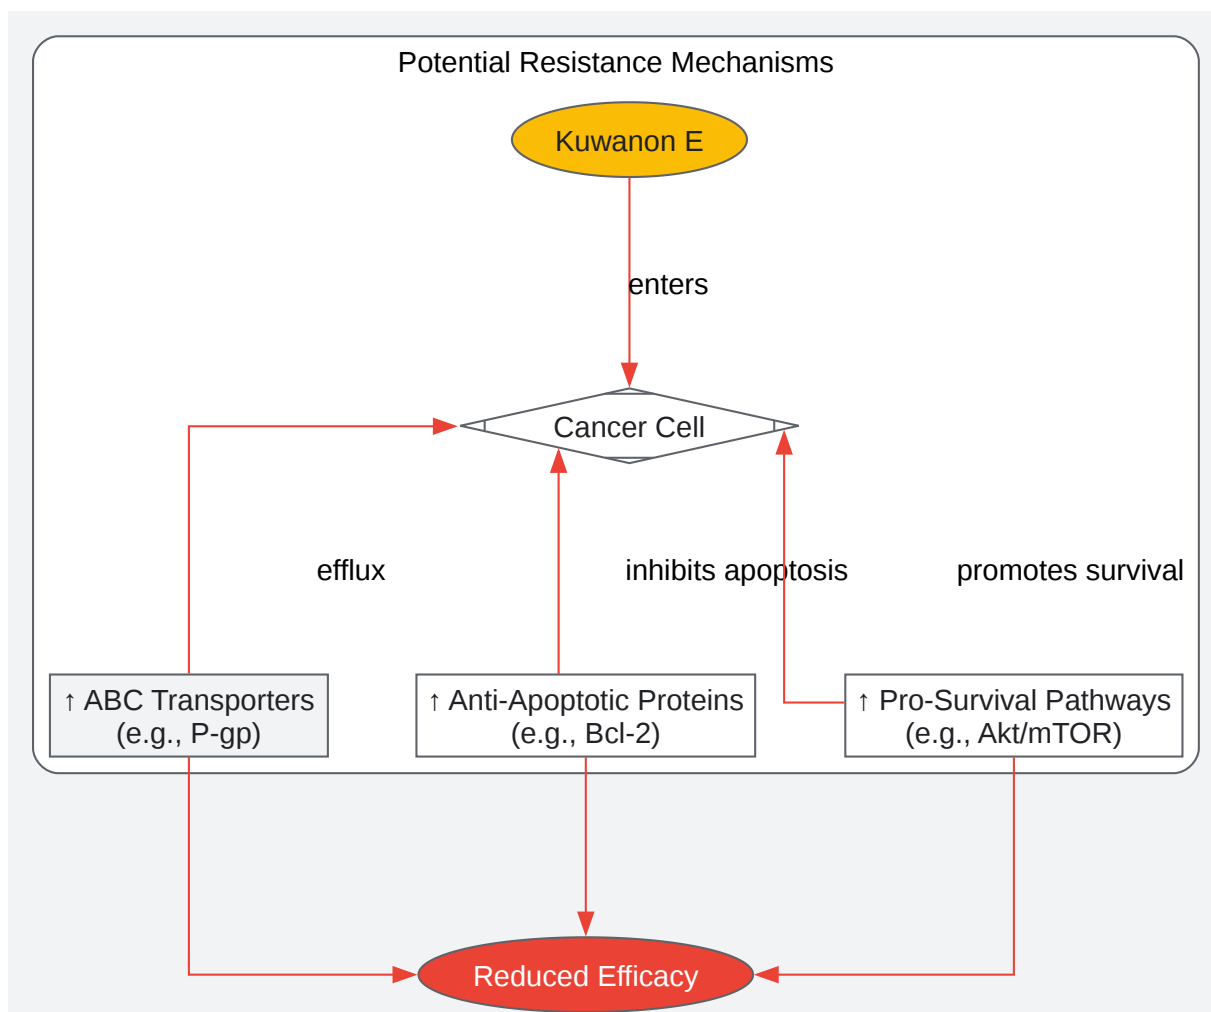 Potential Resistance Mechanisms
Kuwanon E
enters
Cancer Cell
efflux
inhibits apoptosis
promotes survival
↑ ABC Transporters
(e.g., P-gp)
↑ Anti-Apoptotic Proteins
(e.g., Bcl-2)
↑ Pro-Survival Pathways
(e.g., Akt/mTOR)
Reduced Efficacy